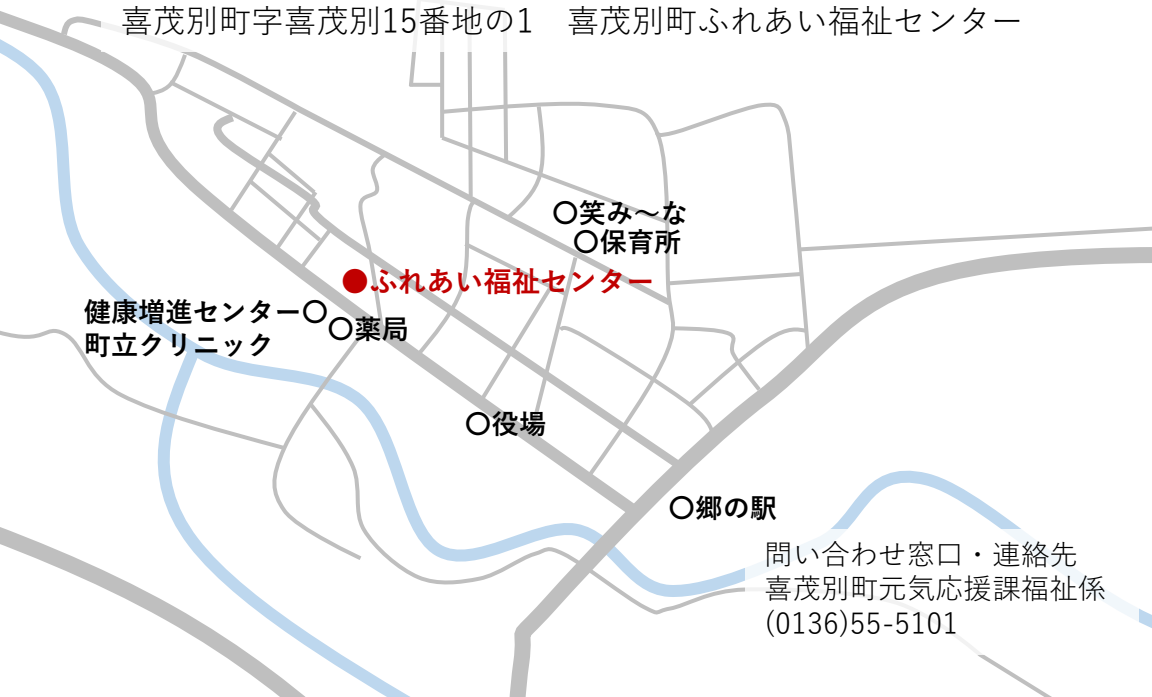 喜茂別町字喜茂別15番地の1　喜茂別町ふれあい福祉センター
〇笑み～な
〇保育所
●ふれあい福祉センター
健康増進センター〇
町立クリニック
〇薬局
〇役場
〇郷の駅
問い合わせ窓口・連絡先
喜茂別町元気応援課福祉係
(0136)55-5101